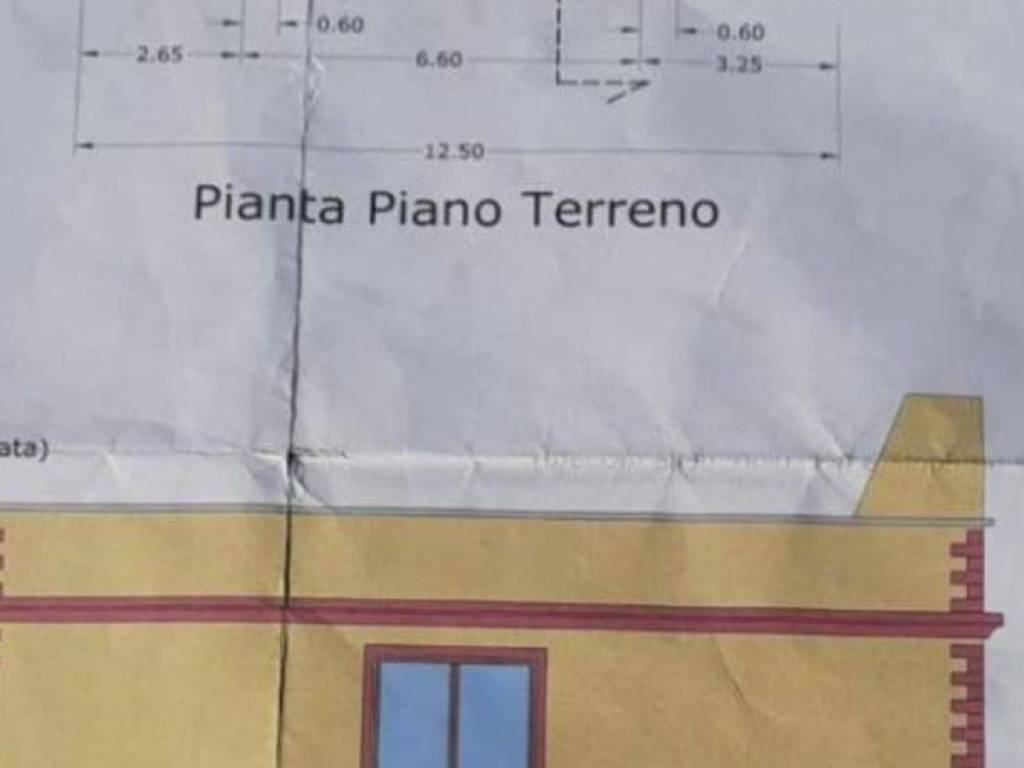 0.60 0.60
2.65 6.60 3.25
12.50
Pianta Piano Terreno
ata)